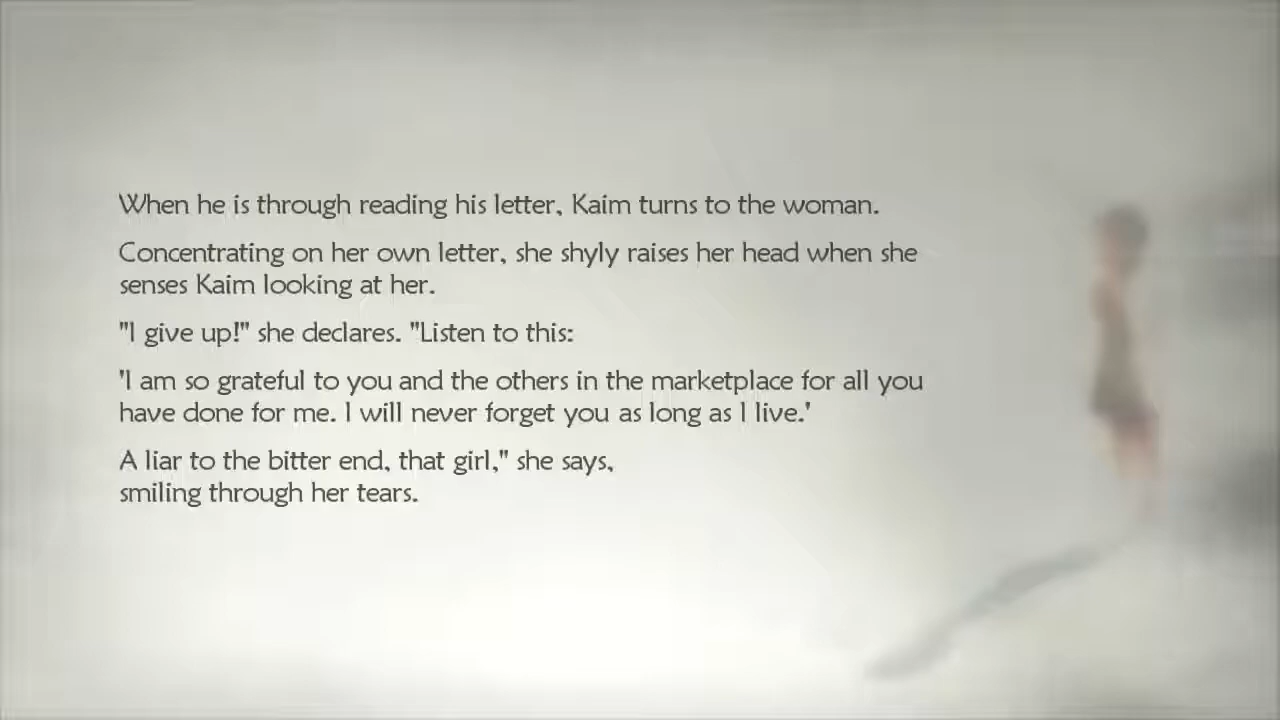 When he is through reading his letter, Kaim turns to the woman.
Concentrating on her own letter, she shyly raises her head when she
senses Kaim looking at her.
"I give up!" she declares. "Listen to this:
'I am so grateful to you and the others in the marketplace for all you
have done for me. I will never forget you as long as I live.'
A liar to the bitter end, that girl," she says,
smiling through her tears.